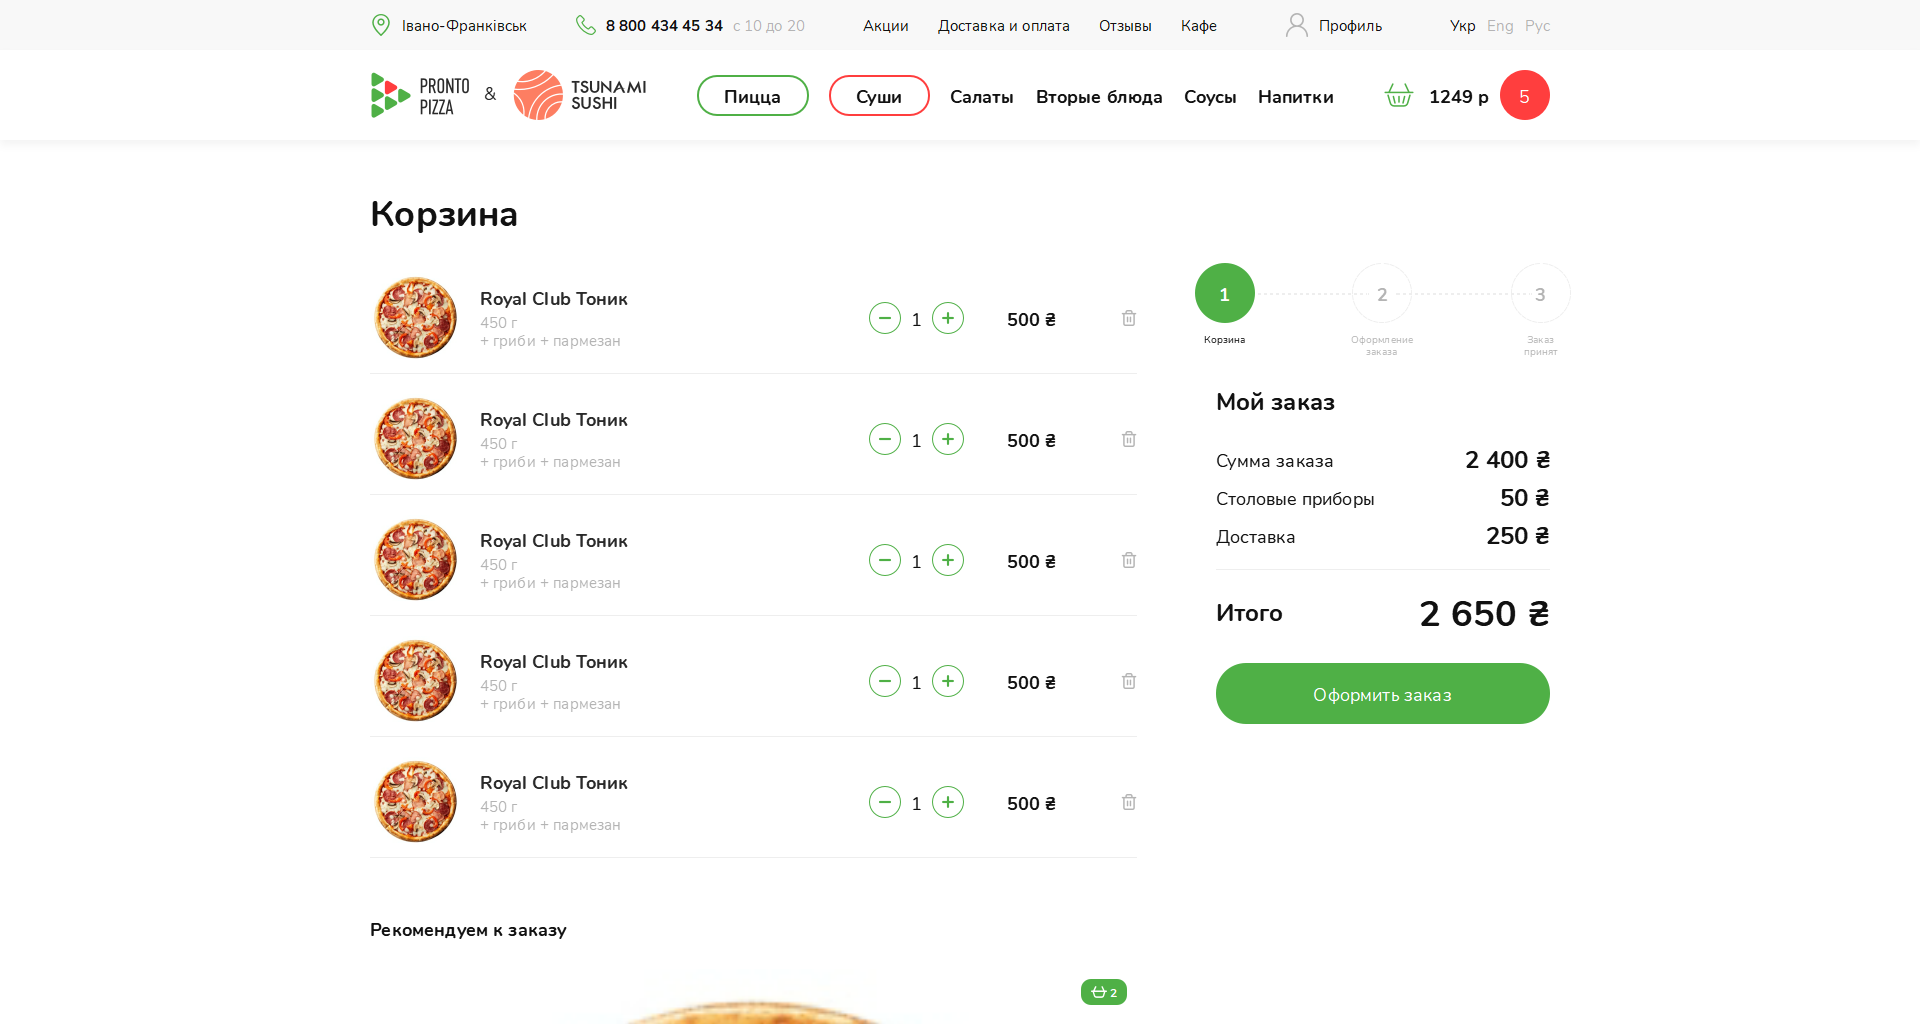 Івано-Франківськ 8 800 434 45 34 с 10 до 20 Акции Доставка и оплата Отзывы Кафе Профиль Укр Eng Рус
PRONTO PIZZA & TSUNAMI SUSHI Пицца Суши Салаты Вторые блюда Соусы Напитки 1249 р 5
Корзина
Royal Club Тоник
450 г
+ гриби + пармезан
1 500 ₴
Royal Club Тоник
450 г
+ гриби + пармезан
1 500 ₴
Royal Club Тоник
450 г
+ гриби + пармезан
1 500 ₴
Royal Club Тоник
450 г
+ гриби + пармезан
1 500 ₴
Royal Club Тоник
450 г
+ гриби + пармезан
1 500 ₴
1 2 3
Корзина Оформление заказа Заказ принят
Мой заказ
Сумма заказа 2 400 ₴
Столовые приборы 50 ₴
Доставка 250 ₴
Итого 2 650 ₴
Оформить заказ
Рекомендуем к заказу
2